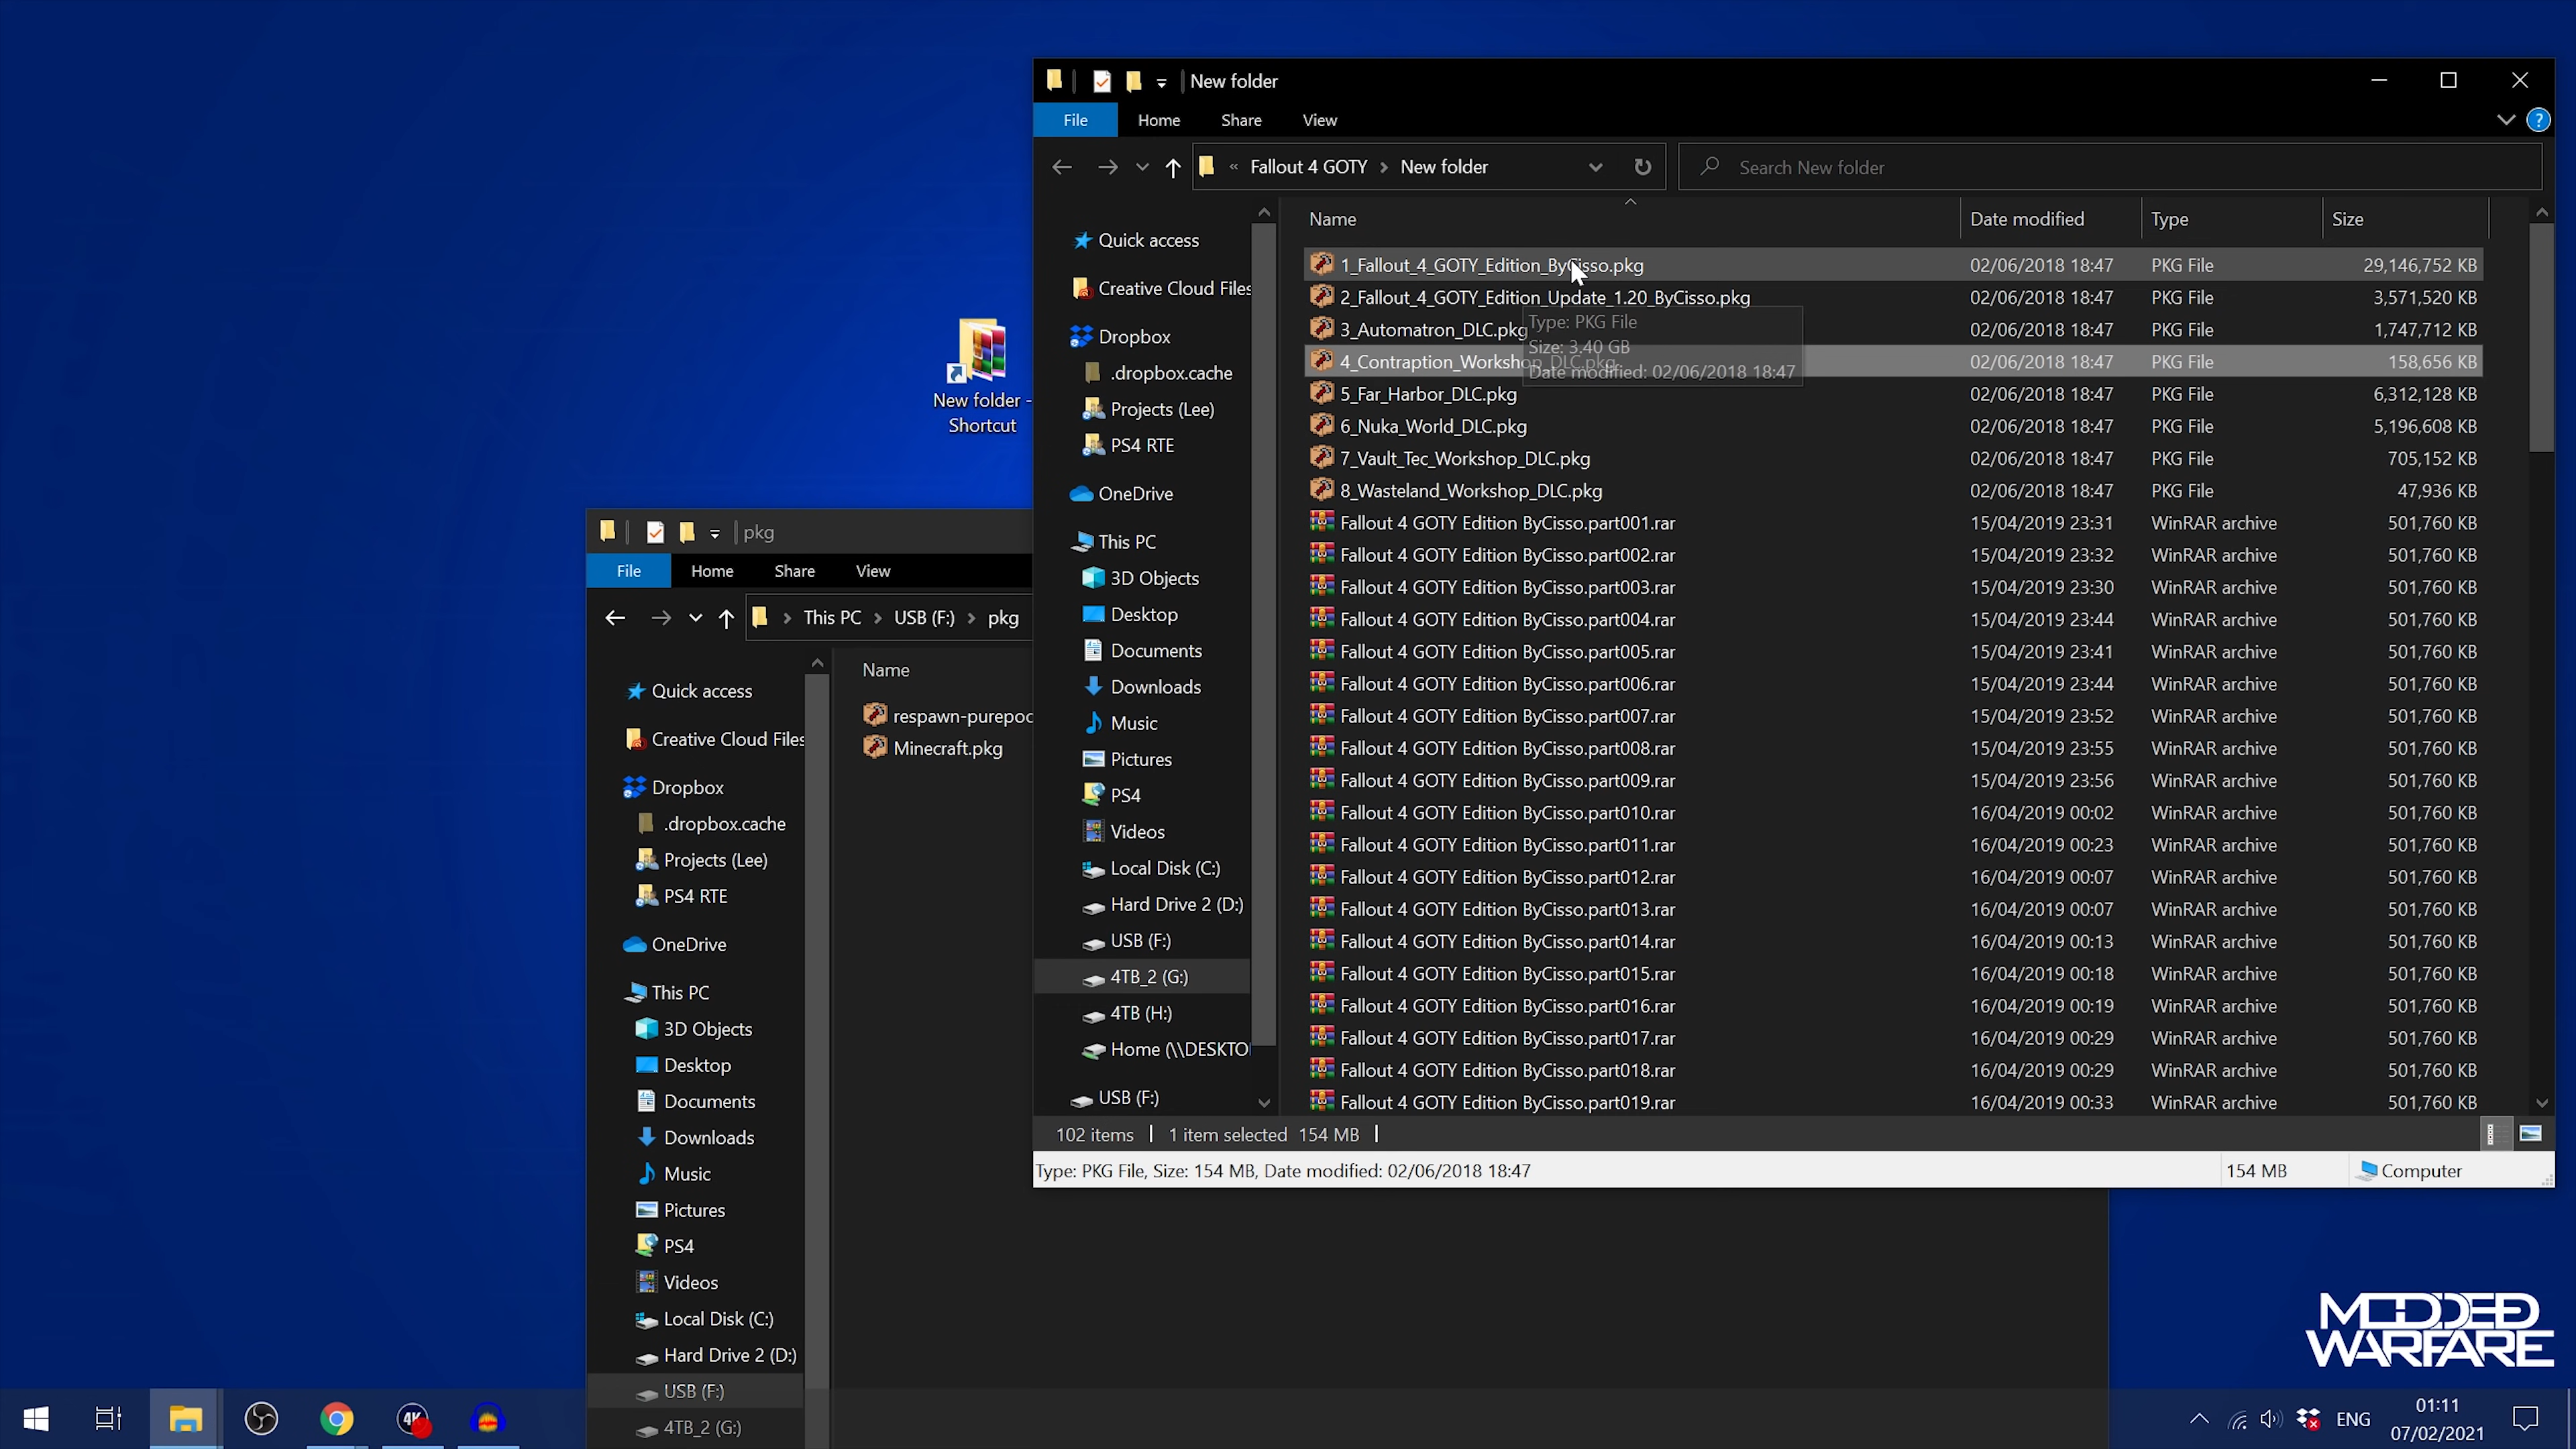 New folder
File Home Share View
« Fallout 4 GOTY > New folder
Search New folder
Name Date modified Type Size
Quick access
Creative Cloud Files
Dropbox
.dropbox.cache
Projects (Lee)
PS4 RTE
OneDrive
This PC
3D Objects
Desktop
Documents
Downloads
Music
Pictures
PS4
Videos
Local Disk (C:)
Hard Drive 2 (D:)
USB (F:)
4TB_2 (G:)
4TB (H:)
Home (\\DESKTO
USB (F:)
1_Fallout_4_GOTY_Edition_ByCisso.pkg 02/06/2018 18:47 PKG File 29,146,752 KB
2_Fallout_4_GOTY_Edition_Update_1.20_ByCisso.pkg 02/06/2018 18:47 PKG File 3,571,520 KB
3_Automatron_DLC.pkg 02/06/2018 18:47 PKG File 1,747,712 KB
4_Contraption_Workshop_DLC.pkg 02/06/2018 18:47 PKG File 158,656 KB
5_Far_Harbor_DLC.pkg 02/06/2018 18:47 PKG File 6,312,128 KB
6_Nuka_World_DLC.pkg 02/06/2018 18:47 PKG File 5,196,608 KB
7_Vault_Tec_Workshop_DLC.pkg 02/06/2018 18:47 PKG File 705,152 KB
8_Wasteland_Workshop_DLC.pkg 02/06/2018 18:47 PKG File 47,936 KB
Fallout 4 GOTY Edition ByCisso.part001.rar 15/04/2019 23:31 WinRAR archive 501,760 KB
Fallout 4 GOTY Edition ByCisso.part002.rar 15/04/2019 23:32 WinRAR archive 501,760 KB
Fallout 4 GOTY Edition ByCisso.part003.rar 15/04/2019 23:30 WinRAR archive 501,760 KB
Fallout 4 GOTY Edition ByCisso.part004.rar 15/04/2019 23:44 WinRAR archive 501,760 KB
Fallout 4 GOTY Edition ByCisso.part005.rar 15/04/2019 23:41 WinRAR archive 501,760 KB
Fallout 4 GOTY Edition ByCisso.part006.rar 15/04/2019 23:44 WinRAR archive 501,760 KB
Fallout 4 GOTY Edition ByCisso.part007.rar 15/04/2019 23:52 WinRAR archive 501,760 KB
Fallout 4 GOTY Edition ByCisso.part008.rar 15/04/2019 23:55 WinRAR archive 501,760 KB
Fallout 4 GOTY Edition ByCisso.part009.rar 15/04/2019 23:56 WinRAR archive 501,760 KB
Fallout 4 GOTY Edition ByCisso.part010.rar 16/04/2019 00:02 WinRAR archive 501,760 KB
Fallout 4 GOTY Edition ByCisso.part011.rar 16/04/2019 00:23 WinRAR archive 501,760 KB
Fallout 4 GOTY Edition ByCisso.part012.rar 16/04/2019 00:07 WinRAR archive 501,760 KB
Fallout 4 GOTY Edition ByCisso.part013.rar 16/04/2019 00:07 WinRAR archive 501,760 KB
Fallout 4 GOTY Edition ByCisso.part014.rar 16/04/2019 00:13 WinRAR archive 501,760 KB
Fallout 4 GOTY Edition ByCisso.part015.rar 16/04/2019 00:18 WinRAR archive 501,760 KB
Fallout 4 GOTY Edition ByCisso.part016.rar 16/04/2019 00:19 WinRAR archive 501,760 KB
Fallout 4 GOTY Edition ByCisso.part017.rar 16/04/2019 00:29 WinRAR archive 501,760 KB
Fallout 4 GOTY Edition ByCisso.part018.rar 16/04/2019 00:29 WinRAR archive 501,760 KB
Fallout 4 GOTY Edition ByCisso.part019.rar 16/04/2019 00:33 WinRAR archive 501,760 KB
Type: PKG File
Size: 3.40 GB
Date modified: 02/06/2018 18:47
102 items 1 item selected 154 MB
Type: PKG File, Size: 154 MB, Date modified: 02/06/2018 18:47 154 MB Computer
New folder -
Shortcut
pkg
File Home Share View
> This PC > USB (F:) > pkg
Name
respawn-purepoc
Minecraft.pkg
Quick access
Creative Cloud Files
Dropbox
.dropbox.cache
Projects (Lee)
PS4 RTE
OneDrive
This PC
3D Objects
Desktop
Documents
Downloads
Music
Pictures
PS4
Videos
Local Disk (C:)
Hard Drive 2 (D:)
USB (F:)
4TB_2 (G:)
MODDED
WARFARE
4K
ENG
01:11
07/02/2021